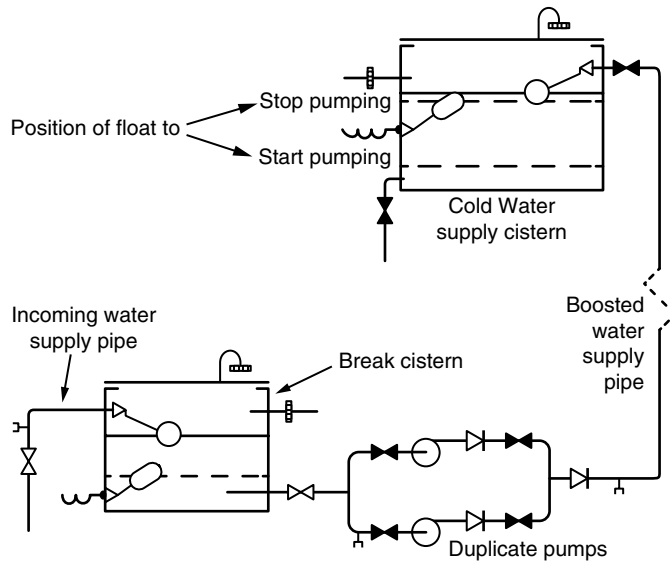 Stop pumping
Position of float to
Start pumping
Cold Water
supply cistern
Incoming water
supply pipe
Boosted
water
supply
pipe
Break cistern
Duplicate pumps